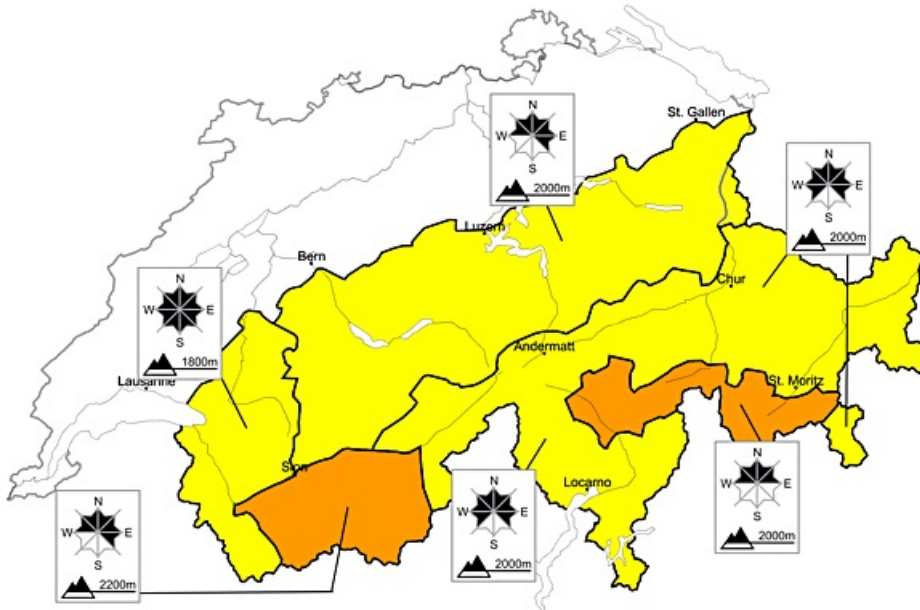 St. Gallen
N
W E
S
2000m
N
W E
S
2000m
Luzern
Bern
N
W E
S
1800m
Chur
Andermatt
Lausanne
St. Moritz
Sion
Locarno
N
W E
S
2200m
N
W E
S
2000m
N
W E
S
2000m